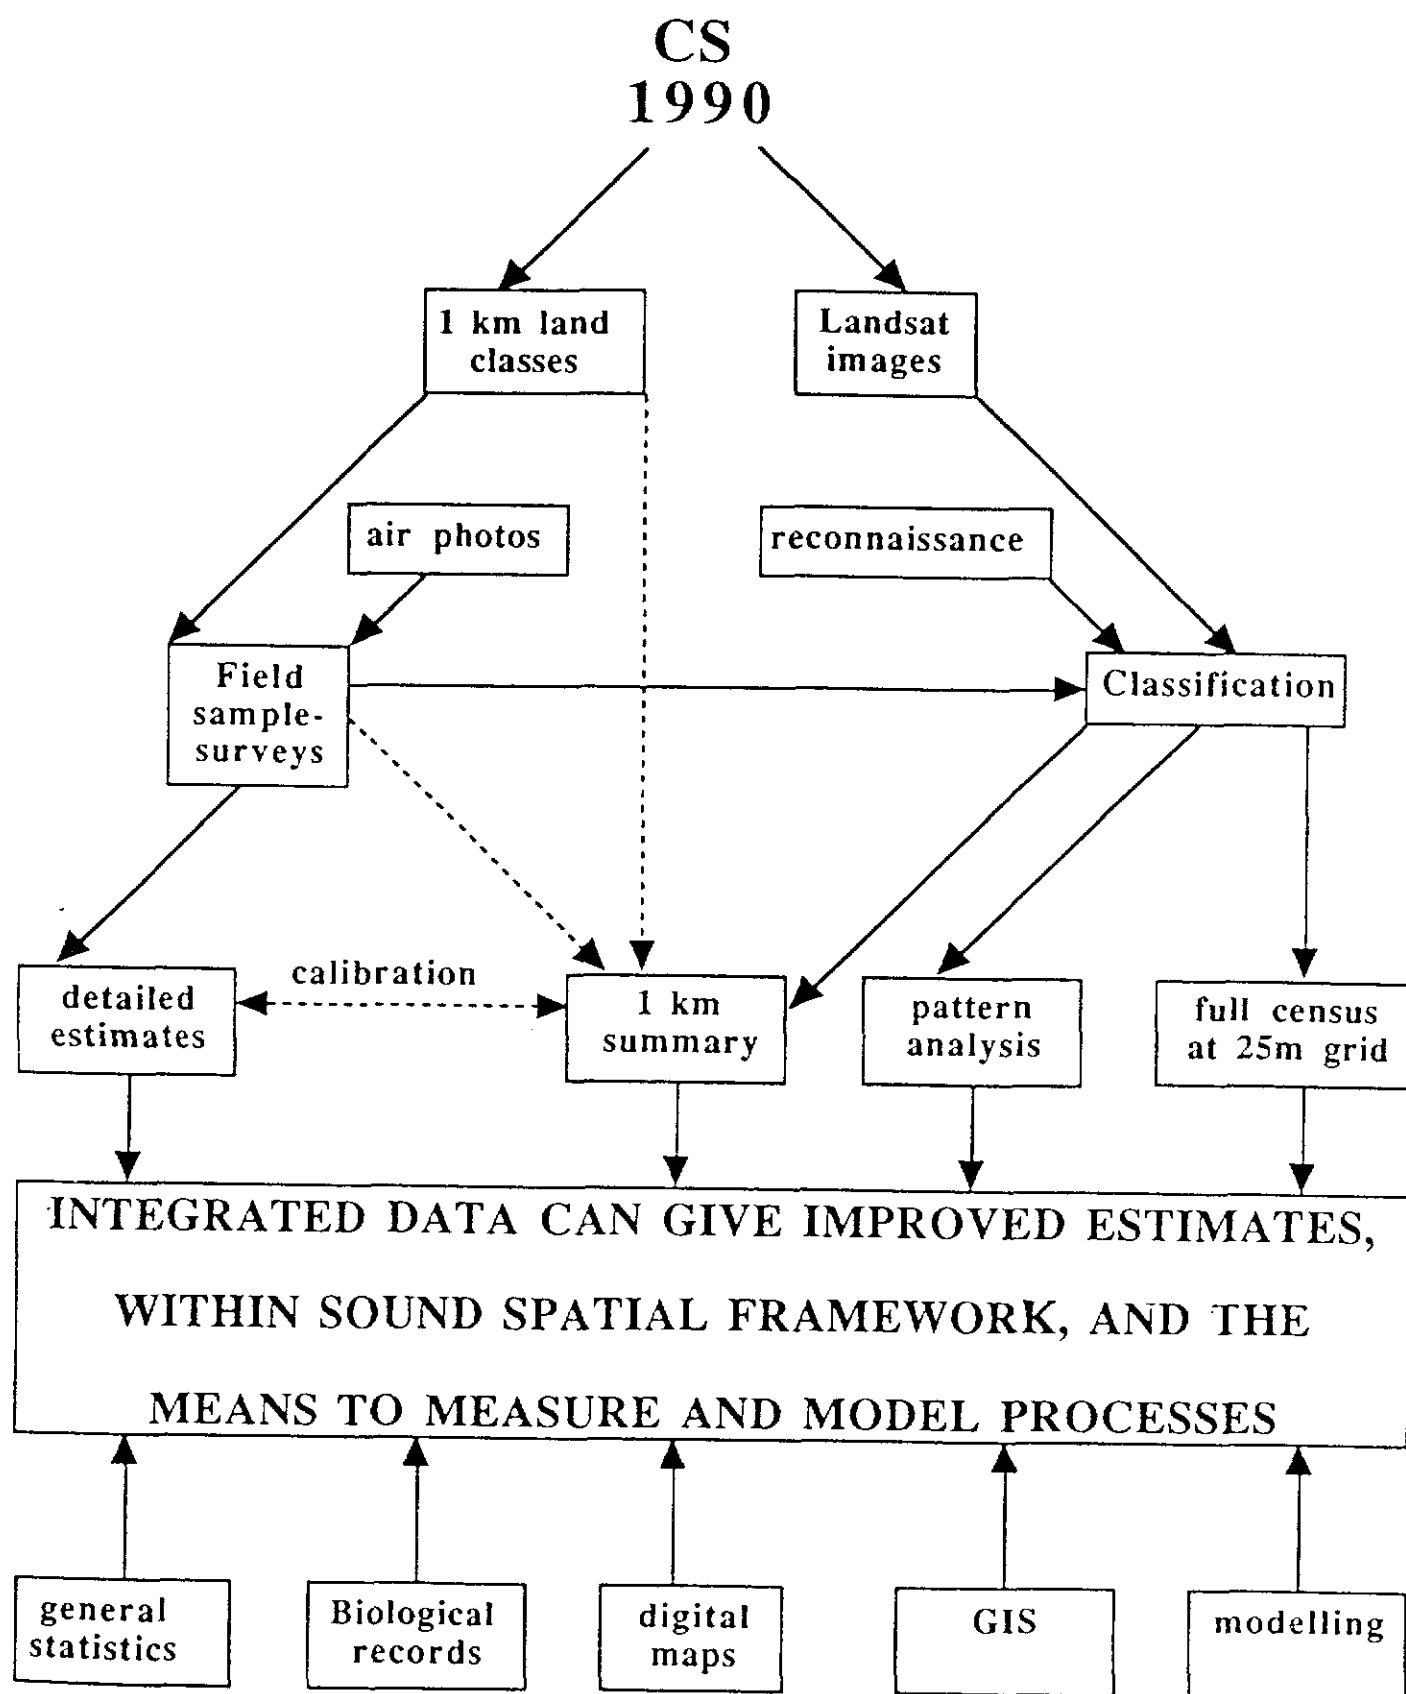 CS
1990
1 km land
classes
Landsat
images
air photos
reconnaissance
Field
sample-
surveys
Classification
calibration
detailed
estimates
1 km
summary
pattern
analysis
full census
at 25m grid
INTEGRATED DATA CAN GIVE IMPROVED ESTIMATES,
WITHIN SOUND SPATIAL FRAMEWORK, AND THE
MEANS TO MEASURE AND MODEL PROCESSES
general
statistics
Biological
records
digital
maps
GIS
modelling